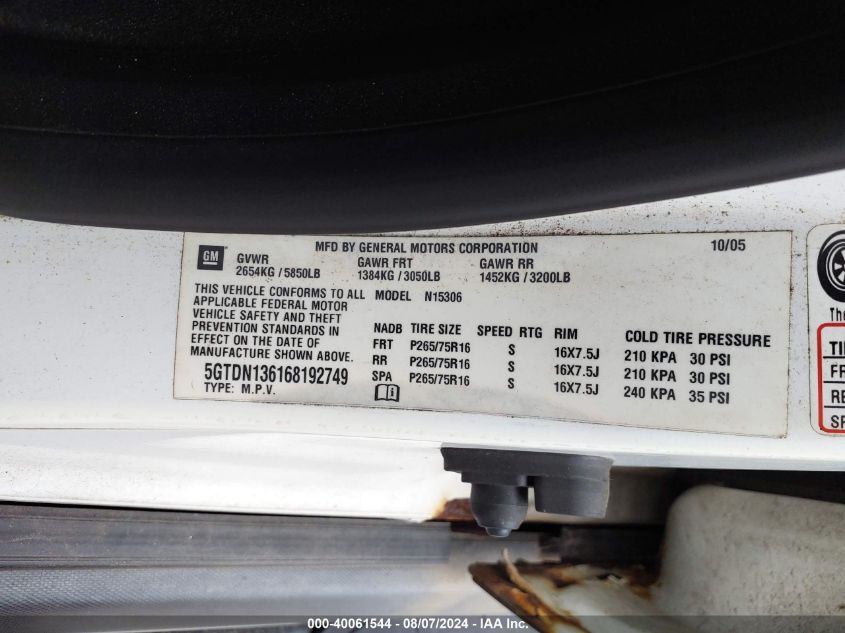 GM
MFD BY GENERAL MOTORS CORPORATION 10/05
GVWR GAWR FRT GAWR RR
2654KG / 5850LB 1384KG / 3050LB 1452KG / 3200LB
THIS VEHICLE CONFORMS TO ALL MODEL N15306
APPLICABLE FEDERAL MOTOR
VEHICLE SAFETY AND THEFT
PREVENTION STANDARDS IN
EFFECT ON THE DATE OF
MANUFACTURE SHOWN ABOVE.
5GTDN136168192749
TYPE: M.P.V.
NADB TIRE SIZE SPEED RTG RIM COLD TIRE PRESSURE
FRT P265/75R16 S 16X7.5J 210 KPA 30 PSI
RR P265/75R16 S 16X7.5J 210 KPA 30 PSI
SPA P265/75R16 S 16X7.5J 240 KPA 35 PSI
The
SP
000-40061544 - 08/07/2024 - IAA Inc.